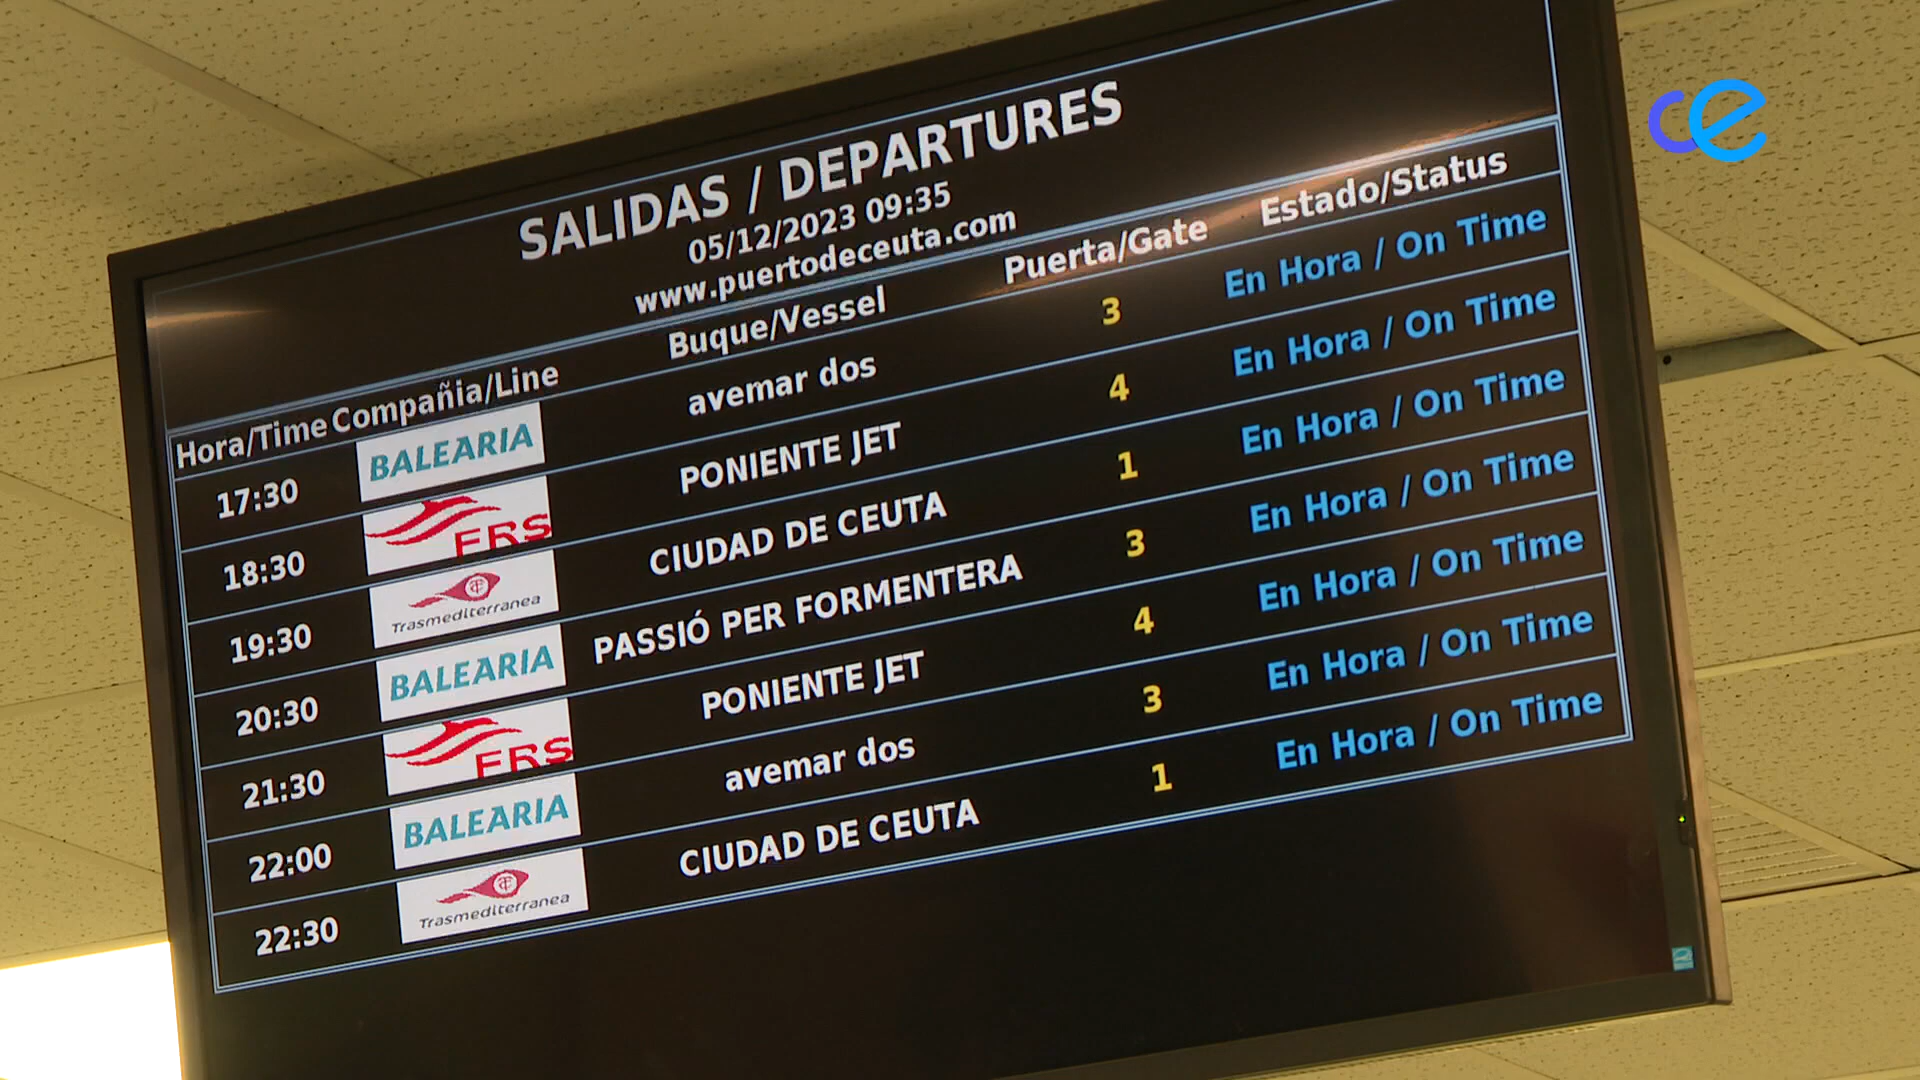 ce
SALIDAS / DEPARTURES
05/12/2023 09:35
www.puertodeceuta.com
Hora/Time Compañia/Line Buque/Vessel Puerta/Gate Estado/Status
17:30 BALEARIA avemar dos 3 En Hora / On Time
18:30 FRS PONIENTE JET 4 En Hora / On Time
19:30 Trasmediterranea CIUDAD DE CEUTA 1 En Hora / On Time
20:30 BALEARIA PASSIÓ PER FORMENTERA 3 En Hora / On Time
21:30 FRS PONIENTE JET 4 En Hora / On Time
22:00 BALEARIA avemar dos 3 En Hora / On Time
22:30 Trasmediterranea CIUDAD DE CEUTA 1 En Hora / On Time